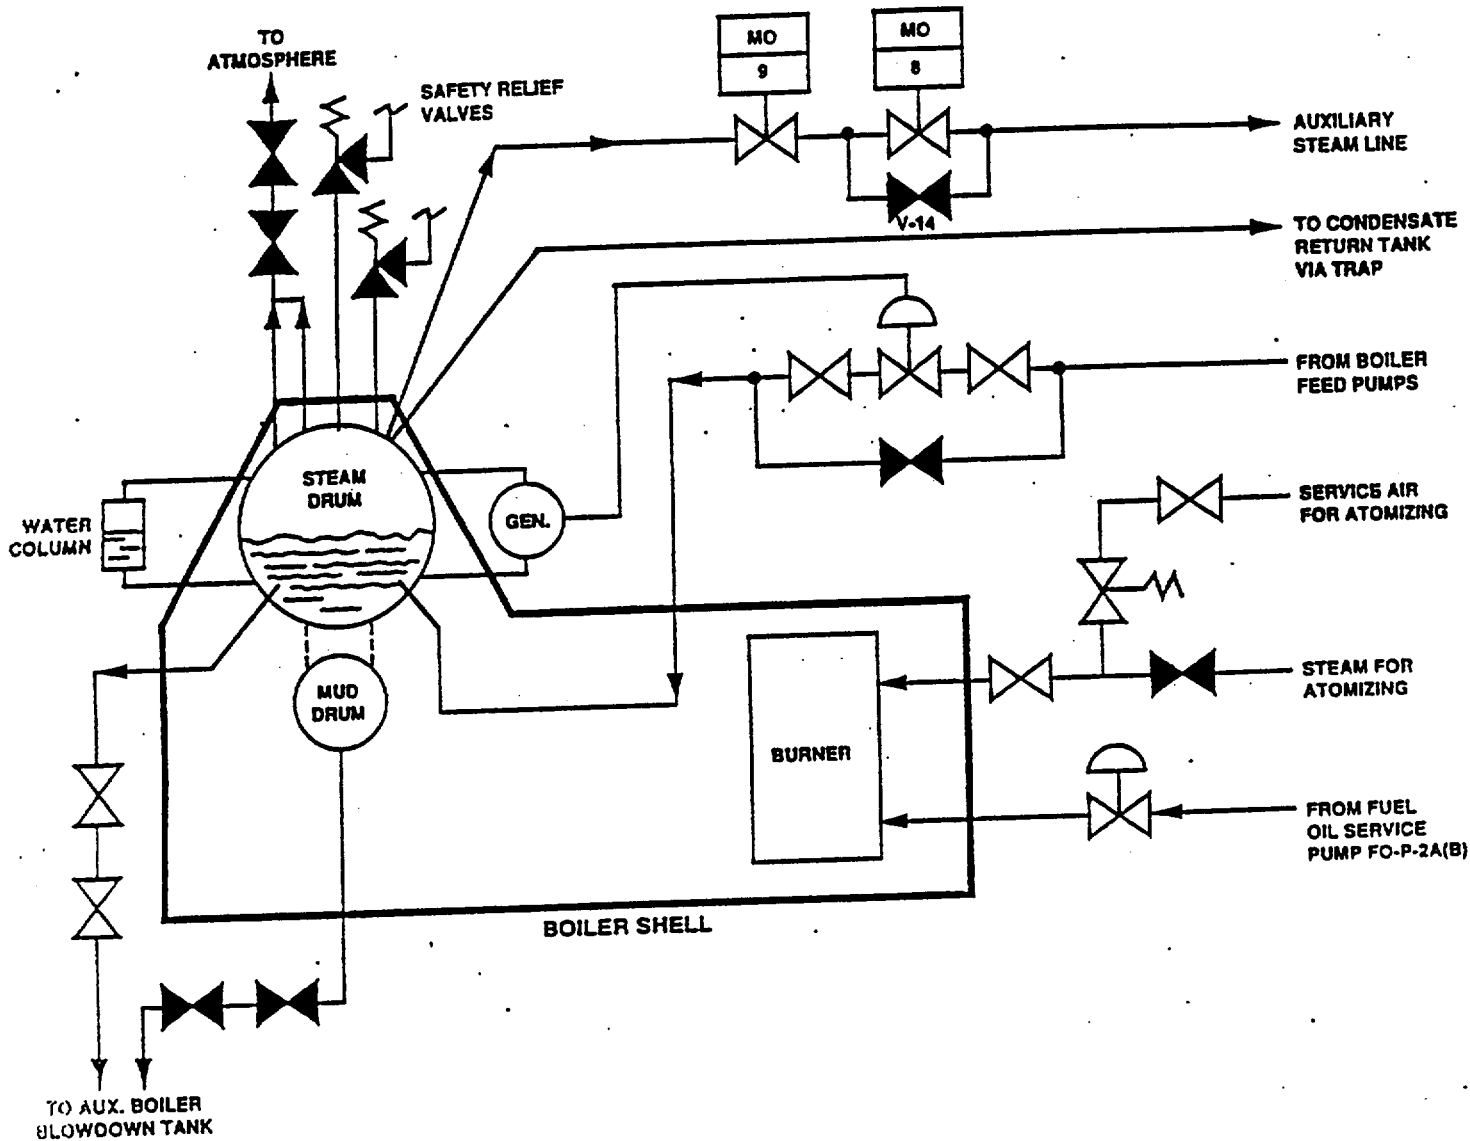 TO
ATMOSPHERE
SAFETY RELIEF
VALVES
MO
9
MO
8
AUXILIARY
STEAM LINE
V-14
TO CONDENSATE
RETURN TANK
VIA TRAP
FROM BOILER
FEED PUMPS
STEAM
DRUM
GEN.
WATER
COLUMN
SERVICE AIR
FOR ATOMIZING
STEAM FOR
ATOMIZING
MUD
DRUM
BURNER
FROM FUEL
OIL SERVICE
PUMP FO-P-2A(B)
BOILER SHELL
TO AUX. BOILER
BLOWDOWN TANK